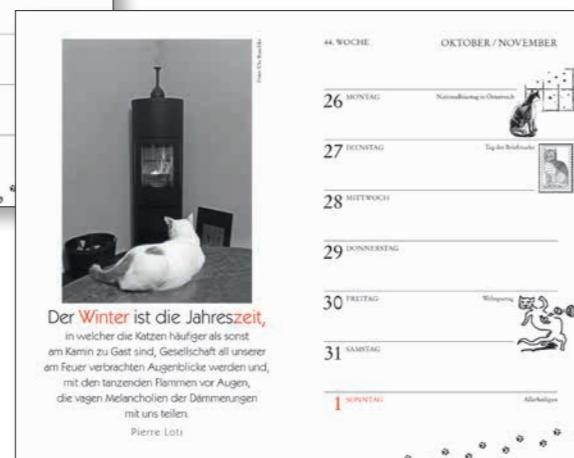 Der Winter ist die Jahreszeit,
in welcher die Katzen häufiger als sonst
am Kamin zu Gast sind, Gesellschaft all unserer
am Feuer verbrachten Augenblicke werden und,
mit den tanzenden Flammen vor Augen,
die vagen Melancholien der Dämmerungen
mit uns teilen.
Pierre Loti
44. WOCHE OKTOBER / NOVEMBER
26 MONTAG Nationalfeiertag in Österreich
27 DIENSTAG Tag der Briefmarke
28 MITTWOCH
29 DONNERSTAG
30 FREITAG Weltspartag
31 SAMSTAG
1 SONNTAG Allerheiligen